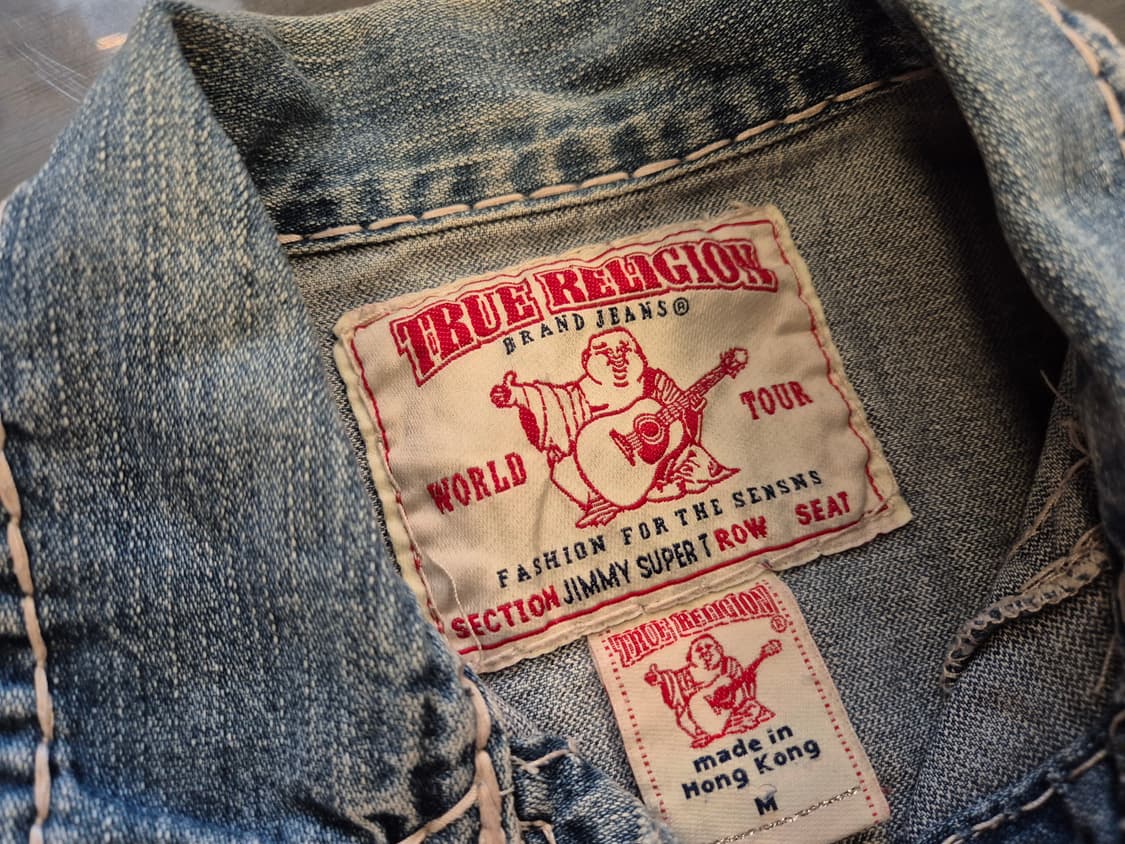 TRUE RELIGION
BRAND JEANS®
WORLD TOUR
FASHION FOR THE SENSNS
SECTION JIMMY SUPER T ROW SEAT
TRUE RELIGION®
made in
Hong Kong
M